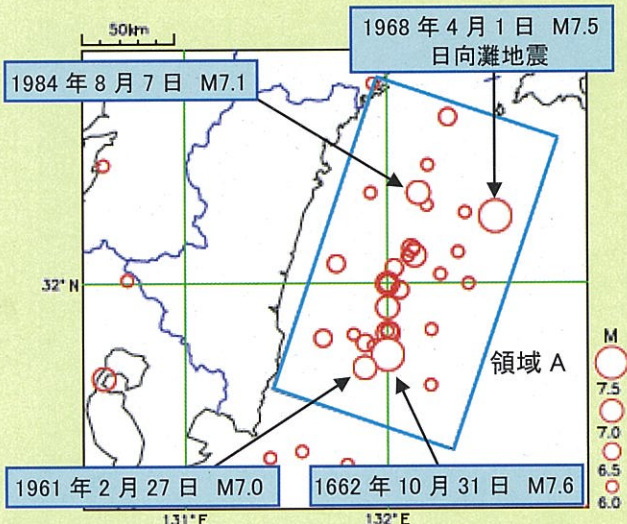 50km
1968 年 4 月 1 日 M7.5
日向灘地震
1984 年 8 月 7 日 M7.1
32°N
領域 A
M
7.5
7.0
6.5
6.0
1961 年 2 月 27 日 M7.0
1662 年 10 月 31 日 M7.6
131°E
132°E